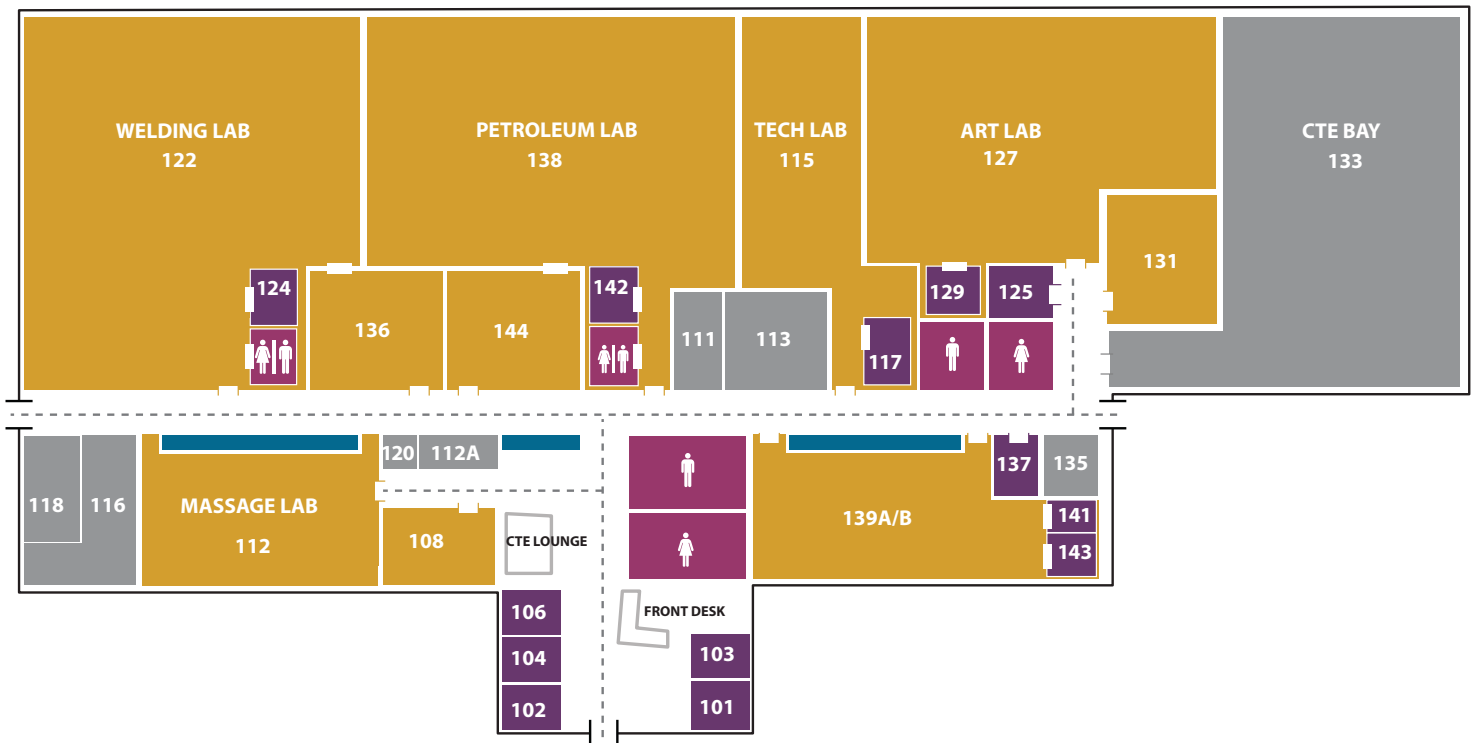 WELDING LAB
122
PETROLEUM LAB
138
TECH LAB
115
ART LAB
127
CTE BAY
133
131
124
142
129
125
136
144
111
113
117
120
112A
137
135
118
116
MASSAGE LAB
112
108
CTE LOUNGE
139A/B
141
143
106
FRONT DESK
104
103
102
101